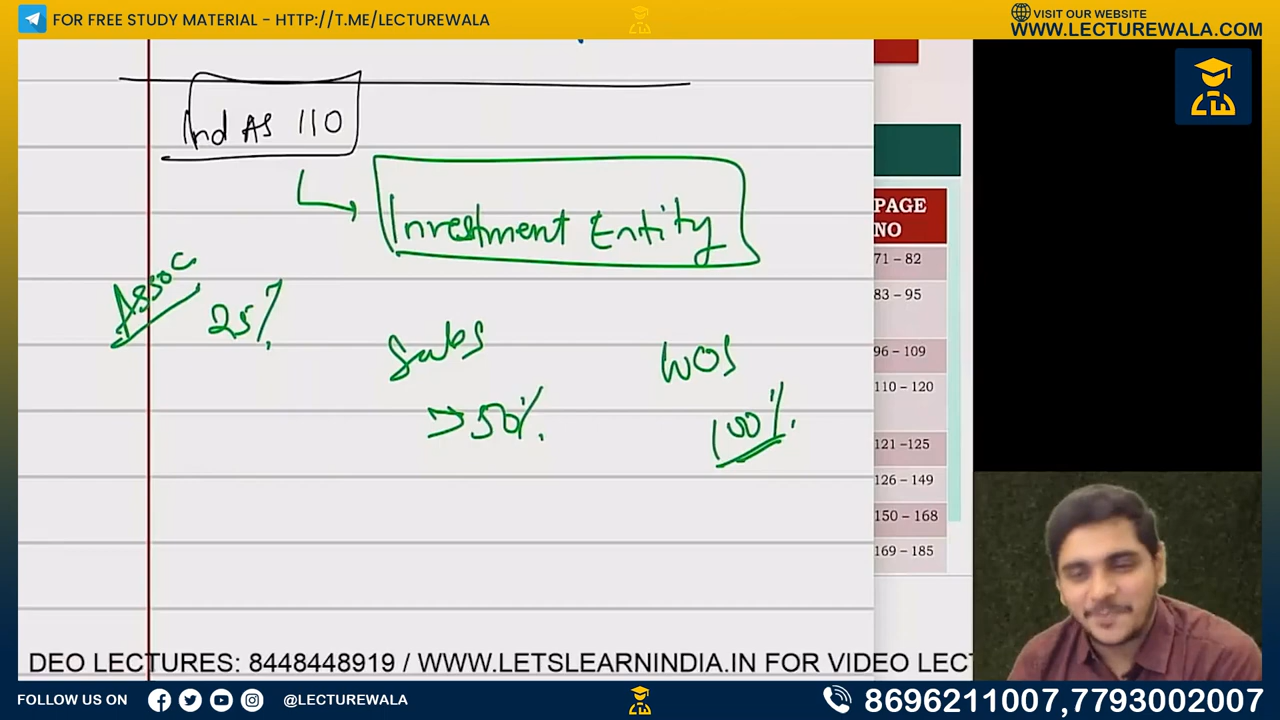 FOR FREE STUDY MATERIAL - HTTP://T.ME/LECTUREWALA
VISIT OUR WEBSITE
WWW.LECTUREWALA.COM
Ind AS 110
Investment Entity
Assoc
25%
Subs
>50%
WOS
100%
PAGE
NO
71 – 82
83 – 95
96 – 109
110 – 120
121 –125
126 – 149
150 – 168
169 – 185
DEO LECTURES: 8448448919 / WWW.LETSLEARNINDIA.IN FOR VIDEO LECT
FOLLOW US ON
@LECTUREWALA
8696211007,7793002007